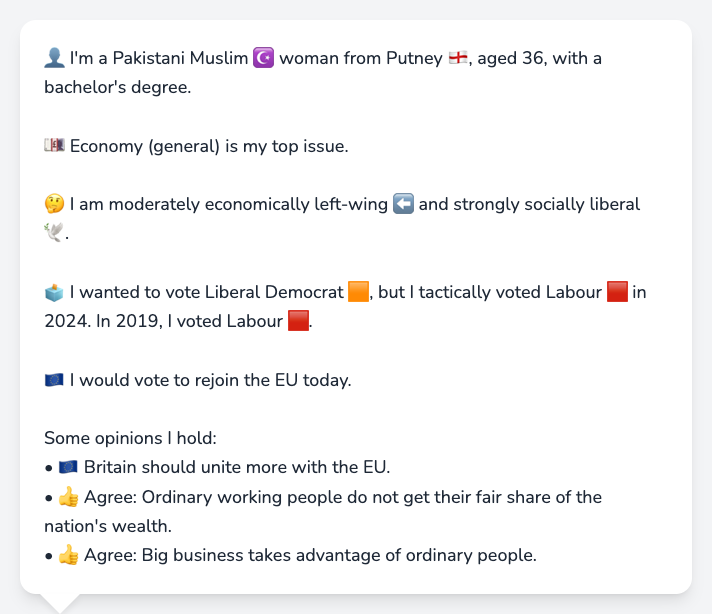 👤 I'm a Pakistani Muslim ☪️ woman from Putney 🏴󠁧󠁢󠁥󠁮󠁧󠁿, aged 36, with a
bachelor's degree.
💷 Economy (general) is my top issue.
🤔 I am moderately economically left-wing ⬅️ and strongly socially liberal
🕊️.
🗳️ I wanted to vote Liberal Democrat 🟧, but I tactically voted Labour 🟥 in
2024. In 2019, I voted Labour 🟥.
🇪🇺 I would vote to rejoin the EU today.
Some opinions I hold:
• 🇪🇺 Britain should unite more with the EU.
• 👍 Agree: Ordinary working people do not get their fair share of the
nation's wealth.
• 👍 Agree: Big business takes advantage of ordinary people.